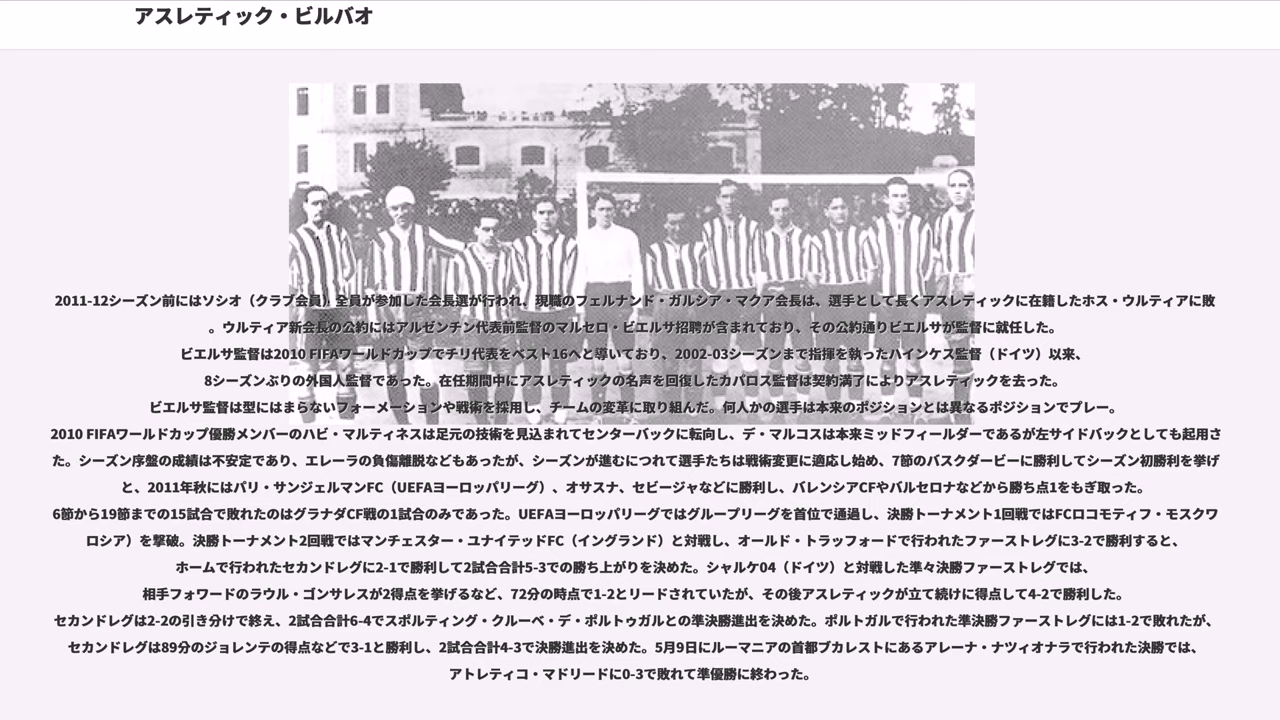 アスレティック・ビルバオ
2011-12シーズン前にはソシオ（クラブ会員）全員が参加した会長選が行われ、現職のフェルナンド・ガルシア・マクア会長は、選手として長くアスレティックに在籍したホス・ウルティアに敗
。ウルティア新会長の公約にはアルゼンチン代表前監督のマルセロ・ビエルサ招聘が含まれており、その公約通りビエルサが監督に就任した。
ビエルサ監督は2010 FIFAワールドカップでチリ代表をベスト16へと導いており、2002-03シーズンまで指揮を執ったハインケス監督（ドイツ）以来、
8シーズンぶりの外国人監督であった。在任期間中にアスレティックの名声を回復したカパロス監督は契約満了によりアスレティックを去った。
ビエルサ監督は型にはまらないフォーメーションや戦術を採用し、チームの変革に取り組んだ。何人かの選手は本来のポジションとは異なるポジションでプレー。
2010 FIFAワールドカップ優勝メンバーのハビ・マルティネスは足元の技術を見込まれてセンターバックに転向し、デ・マルコスは本来ミッドフィールダーであるが左サイドバックとしても起用さ
た。シーズン序盤の成績は不安定であり、エレーラの負傷離脱などもあったが、シーズンが進むにつれて選手たちは戦術変更に適応し始め、7節のバスクダービーに勝利してシーズン初勝利を挙げ
と、2011年秋にはパリ・サンジェルマンFC（UEFAヨーロッパリーグ）、オサスナ、セビージャなどに勝利し、バレンシアCFやバルセロナなどから勝ち点1をもぎ取った。
6節から19節までの15試合で敗れたのはグラナダCF戦の1試合のみであった。UEFAヨーロッパリーグではグループリーグを首位で通過し、決勝トーナメント1回戦ではFCロコモティフ・モスクワ
ロシア）を撃破。決勝トーナメント2回戦ではマンチェスター・ユナイテッドFC（イングランド）と対戦し、オールド・トラッフォードで行われたファーストレグに3-2で勝利すると、
ホームで行われたセカンドレグに2-1で勝利して2試合合計5-3での勝ち上がりを決めた。シャルケ04（ドイツ）と対戦した準々決勝ファーストレグでは、
相手フォワードのラウル・ゴンサレスが2得点を挙げるなど、72分の時点で1-2とリードされていたが、その後アスレティックが立て続けに得点して4-2で勝利した。
セカンドレグは2-2の引き分けで終え、2試合合計6-4でスポルティング・クルーベ・デ・ポルトゥガルとの準決勝進出を決めた。ポルトガルで行われた準決勝ファーストレグには1-2で敗れたが、
セカンドレグは89分のジョレンテの得点などで3-1と勝利し、2試合合計4-3で決勝進出を決めた。5月9日にルーマニアの首都ブカレストにあるアレーナ・ナツィオナラで行われた決勝では、
アトレティコ・マドリードに0-3で敗れて準優勝に終わった。